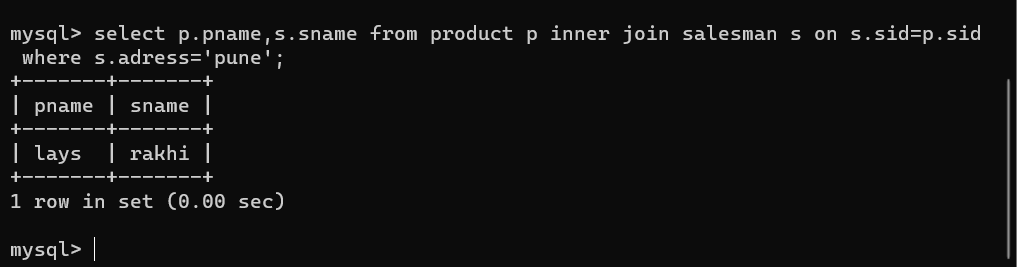 mysql> select p.pname,s.sname from product p inner join salesman s on s.sid=p.sid
 where s.adress='pune';
+-------+-------+
| pname | sname |
+-------+-------+
| lays  | rakhi |
+-------+-------+
1 row in set (0.00 sec)
mysql>